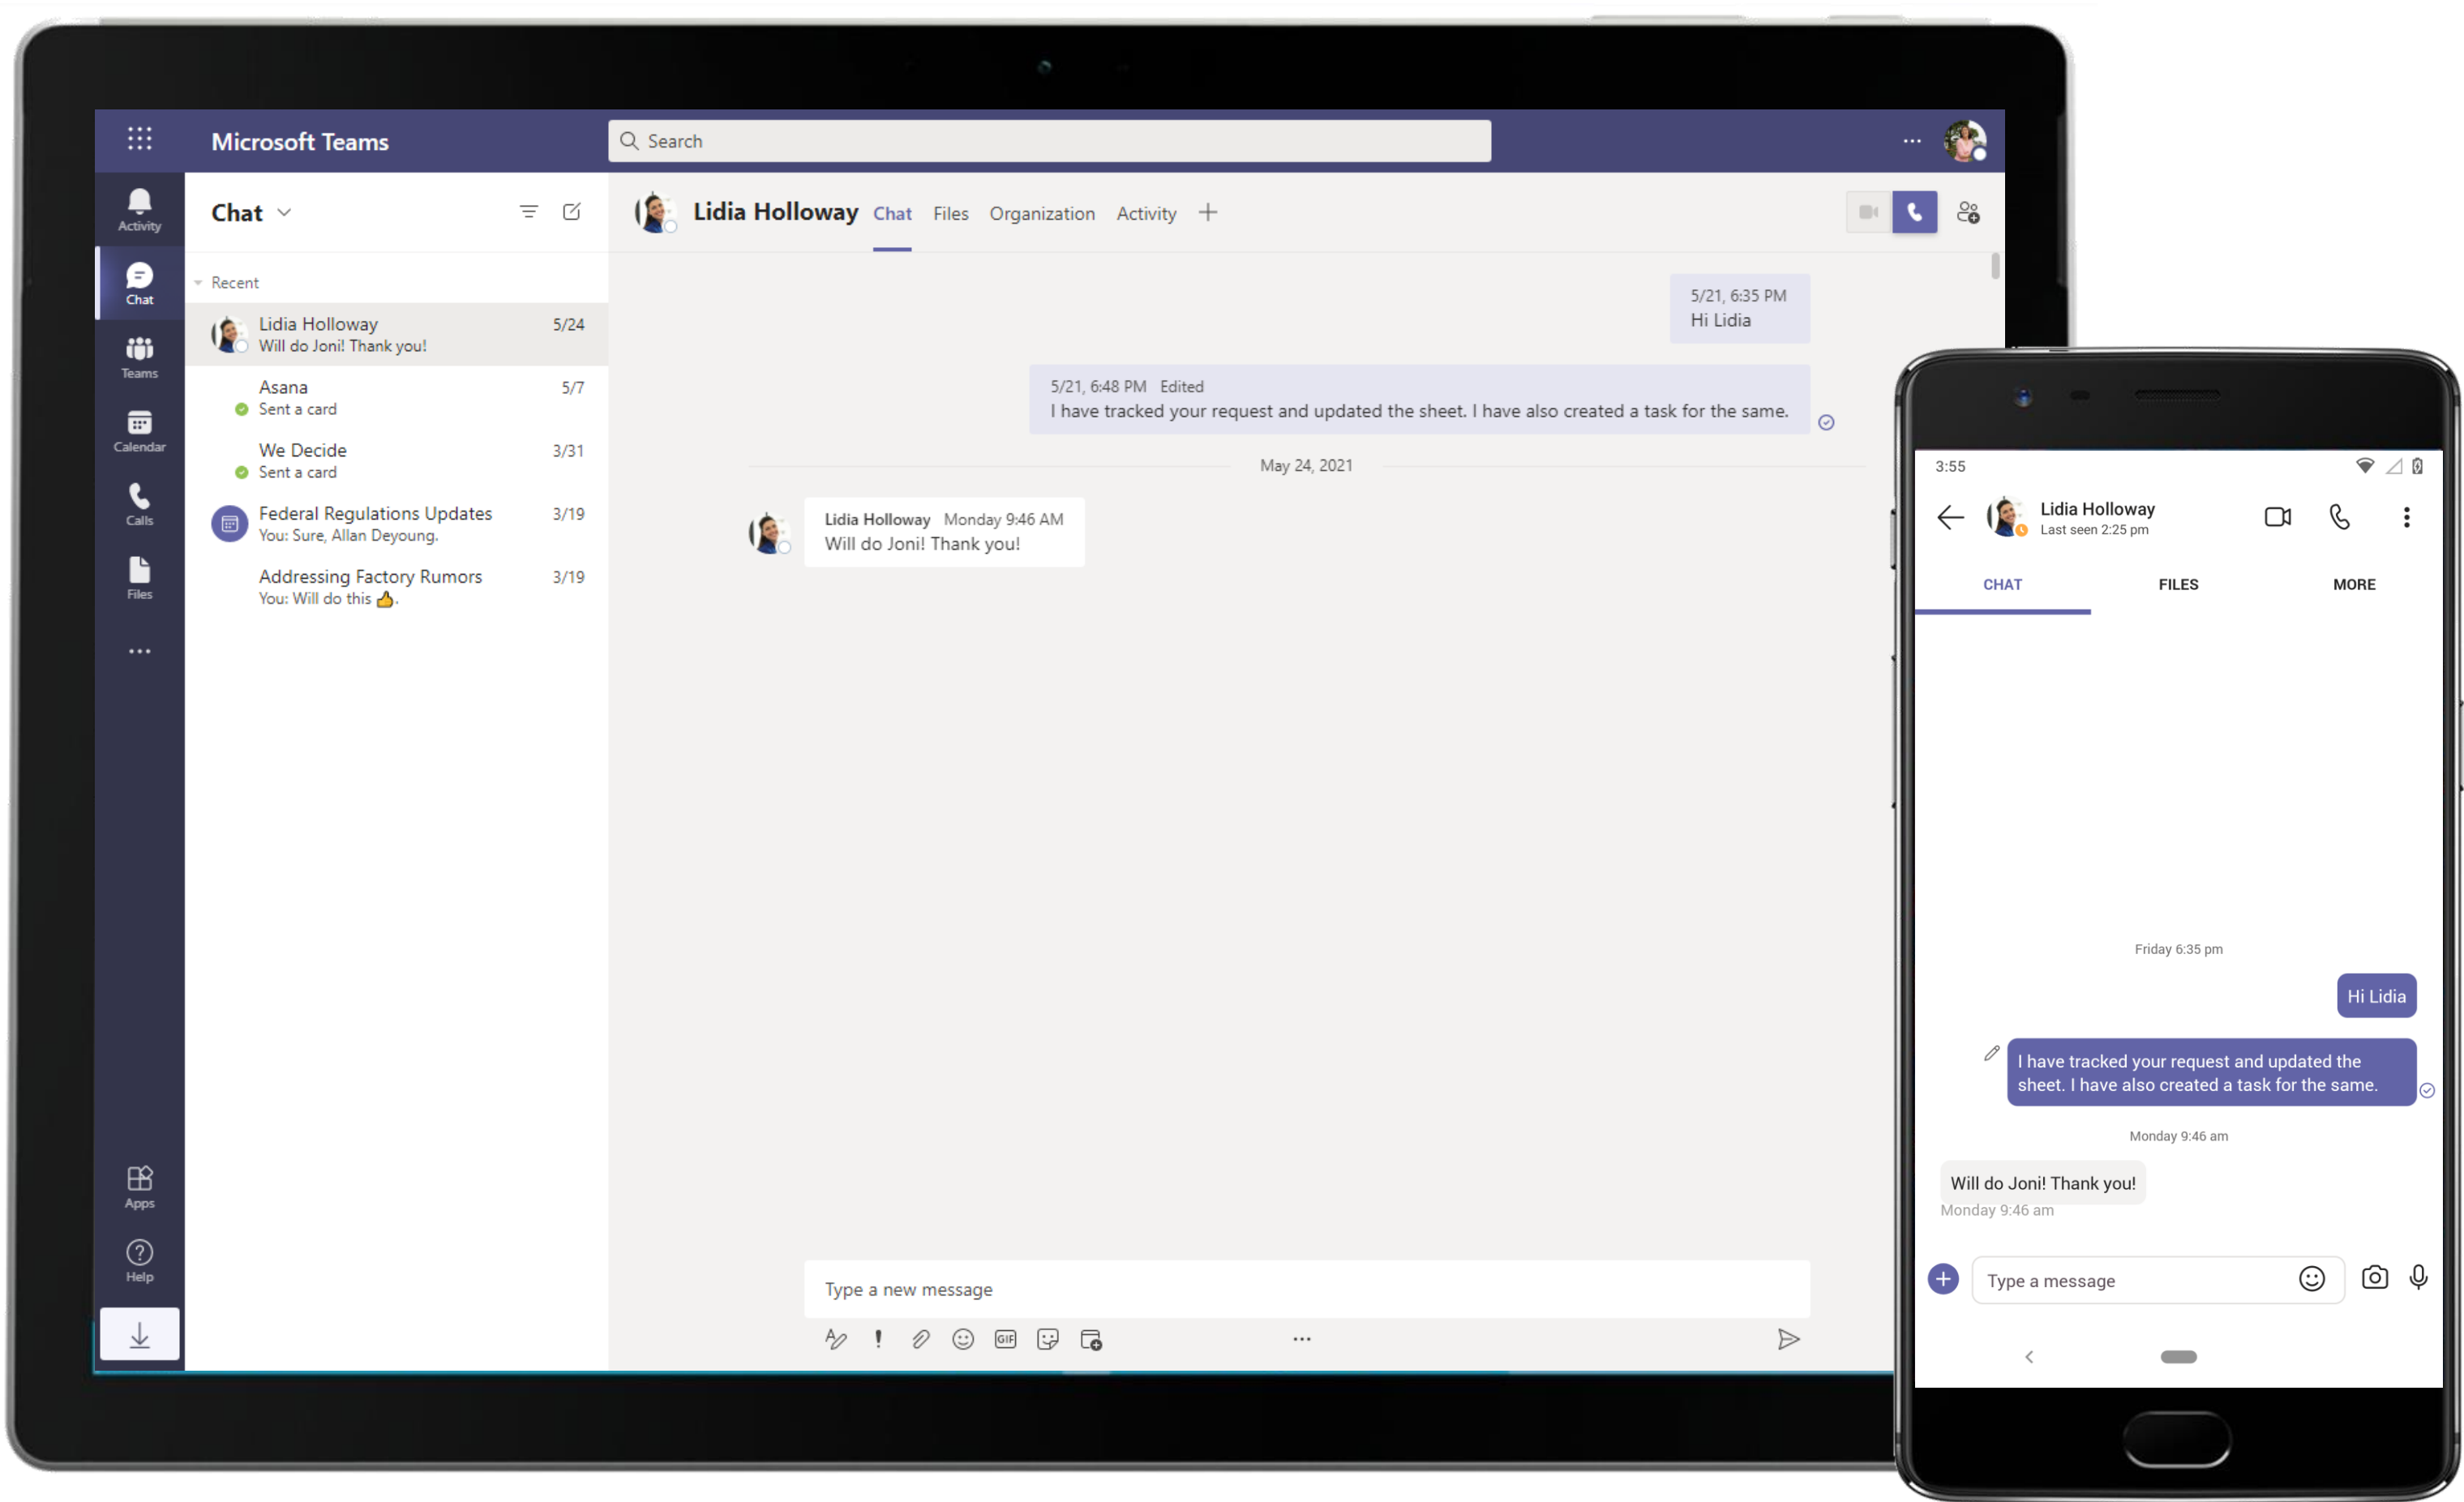 Microsoft Teams
Search
Activity
Chat
Teams
Calendar
Calls
Files
Apps
Help
Chat
Recent
Lidia Holloway 5/24
Will do Joni! Thank you!
Asana 5/7
Sent a card
We Decide 3/31
Sent a card
Federal Regulations Updates 3/19
You: Sure, Allan Deyoung.
Addressing Factory Rumors 3/19
You: Will do this 👍.
Lidia Holloway Chat Files Organization Activity
5/21, 6:35 PM
Hi Lidia
5/21, 6:48 PM Edited
I have tracked your request and updated the sheet. I have also created a task for the same.
May 24, 2021
Lidia Holloway Monday 9:46 AM
Will do Joni! Thank you!
Type a new message
GIF
3:55
Lidia Holloway
Last seen 2:25 pm
CHAT FILES MORE
Friday 6:35 pm
Hi Lidia
I have tracked your request and updated the
sheet. I have also created a task for the same.
Monday 9:46 am
Will do Joni! Thank you!
Monday 9:46 am
Type a message